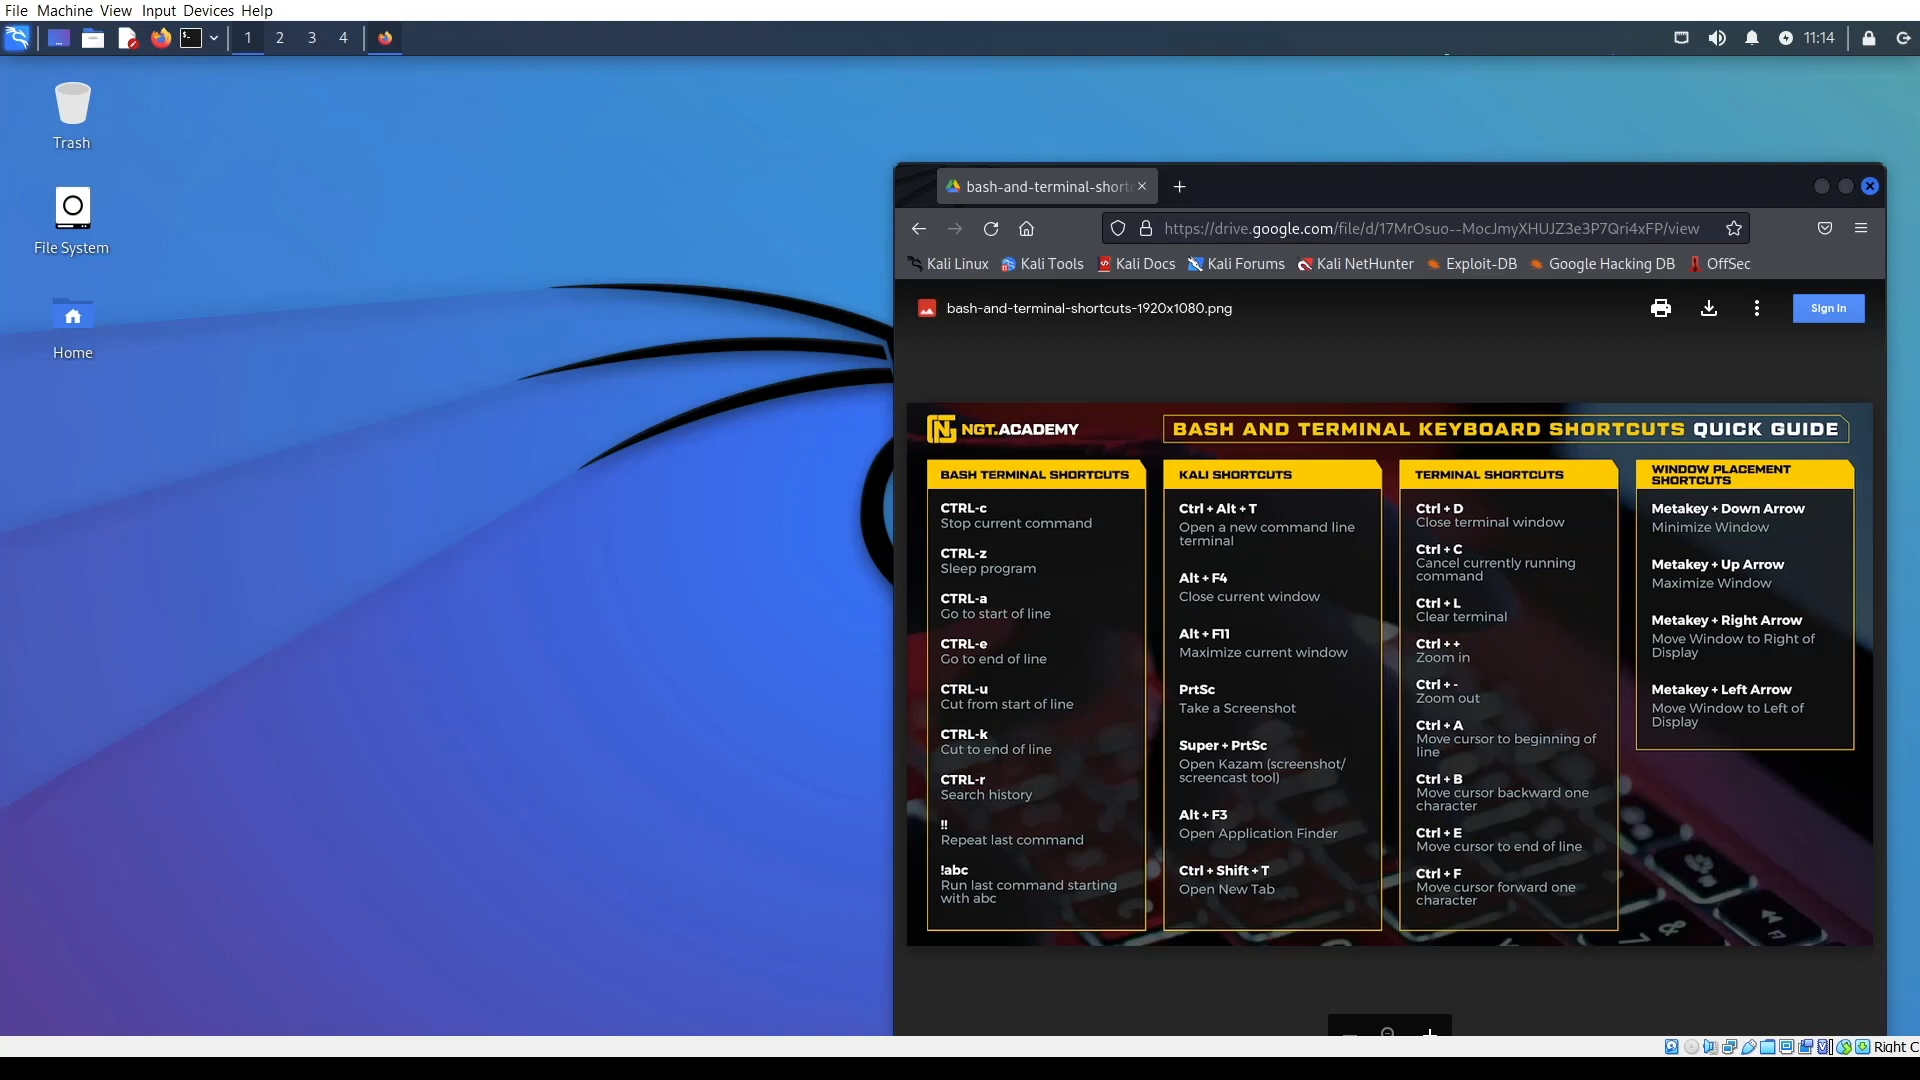 File Machine View Input Devices Help
1 2 3 4
11:14
Trash
File System
Home
bash-and-terminal-short
https://drive.google.com/file/d/17MrOsuo--MocJmyXHUJZ3e3P7Qri4xFP/view
Kali Linux Kali Tools Kali Docs Kali Forums Kali NetHunter Exploit-DB Google Hacking DB OffSec
bash-and-terminal-shortcuts-1920x1080.png
Sign In
NGT.ACADEMY
BASH AND TERMINAL KEYBOARD SHORTCUTS QUICK GUIDE
BASH TERMINAL SHORTCUTS
CTRL-c
Stop current command
CTRL-z
Sleep program
CTRL-a
Go to start of line
CTRL-e
Go to end of line
CTRL-u
Cut from start of line
CTRL-k
Cut to end of line
CTRL-r
Search history
!!
Repeat last command
!abc
Run last command starting
with abc
KALI SHORTCUTS
Ctrl + Alt + T
Open a new command line
terminal
Alt + F4
Close current window
Alt + F11
Maximize current window
PrtSc
Take a Screenshot
Super + PrtSc
Open Kazam (screenshot/
screencast tool)
Alt + F3
Open Application Finder
Ctrl + Shift + T
Open New Tab
TERMINAL SHORTCUTS
Ctrl + D
Close terminal window
Ctrl + C
Cancel currently running
command
Ctrl + L
Clear terminal
Ctrl + +
Zoom in
Ctrl + -
Zoom out
Ctrl + A
Move cursor to beginning of
line
Ctrl + B
Move cursor backward one
character
Ctrl + E
Move cursor to end of line
Ctrl + F
Move cursor forward one
character
WINDOW PLACEMENT
SHORTCUTS
Metakey + Down Arrow
Minimize Window
Metakey + Up Arrow
Maximize Window
Metakey + Right Arrow
Move Window to Right of
Display
Metakey + Left Arrow
Move Window to Left of
Display
Right C